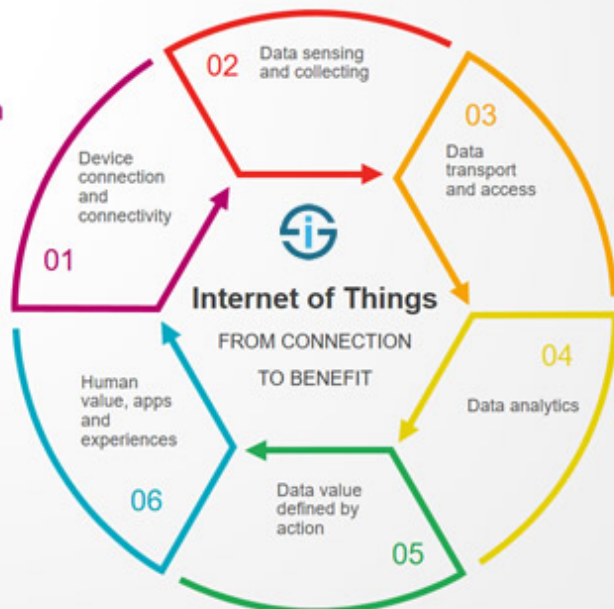 01
Device
connection
and
connectivity
02
Data sensing
and collecting
03
Data
transport
and access
04
Data analytics
05
Data value
defined by
action
06
Human
value, apps
and
experiences
SiG
Internet of Things
FROM CONNECTION
TO BENEFIT